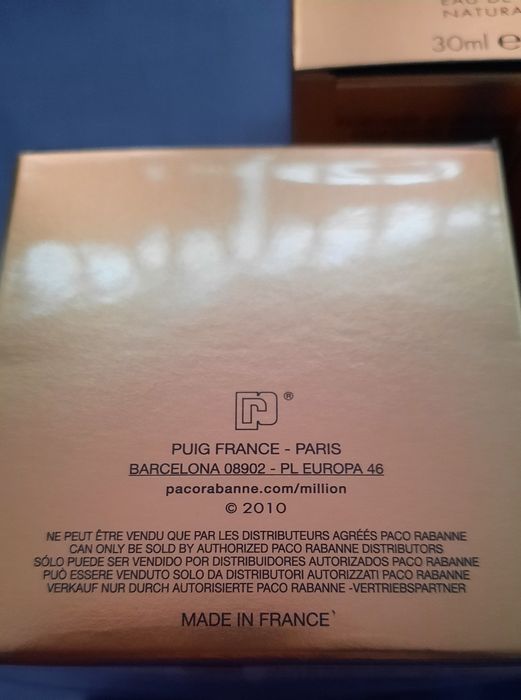 EAU DE
NATURA
30ml e
®
PUIG FRANCE - PARIS
BARCELONA 08902 - PL EUROPA 46
pacorabanne.com/million
© 2010
NE PEUT ÊTRE VENDU QUE PAR LES DISTRIBUTEURS AGRÉÉS PACO RABANNE
CAN ONLY BE SOLD BY AUTHORIZED PACO RABANNE DISTRIBUTORS
SÓLO PUEDE SER VENDIDO POR DISTRIBUIDORES AUTORIZADOS PACO RABANNE
PUÒ ESSERE VENDUTO SOLO DA DISTRIBUTORI AUTORIZZATI PACO RABANNE
VERKAUF NUR DURCH AUTORISIERTE PACO RABANNE -VERTRIEBSPARTNER
MADE IN FRANCE